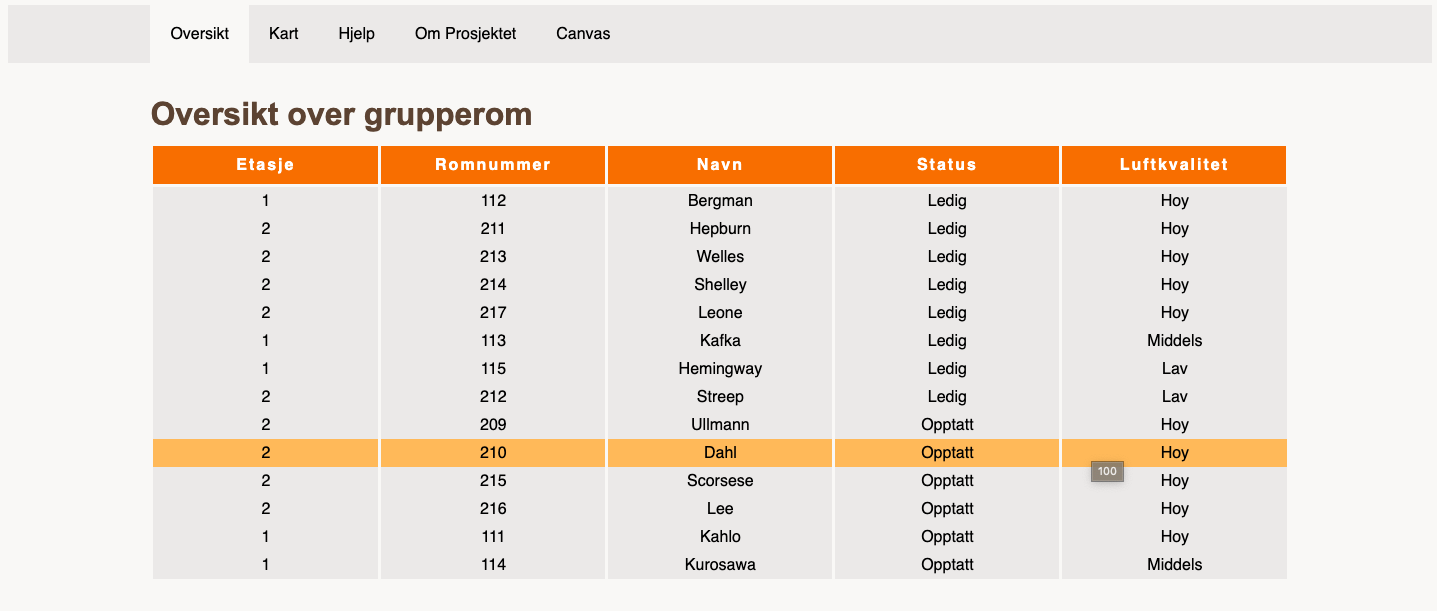 Oversikt Kart Hjelp Om Prosjektet Canvas
Oversikt over grupperom
Etasje Romnummer Navn Status Luftkvalitet
1 112 Bergman Ledig Hoy
2 211 Hepburn Ledig Hoy
2 213 Welles Ledig Hoy
2 214 Shelley Ledig Hoy
2 217 Leone Ledig Hoy
1 113 Kafka Ledig Middels
1 115 Hemingway Ledig Lav
2 212 Streep Ledig Lav
2 209 Ullmann Opptatt Hoy
2 210 Dahl Opptatt Hoy
100
2 215 Scorsese Opptatt Hoy
2 216 Lee Opptatt Hoy
1 111 Kahlo Opptatt Hoy
1 114 Kurosawa Opptatt Middels